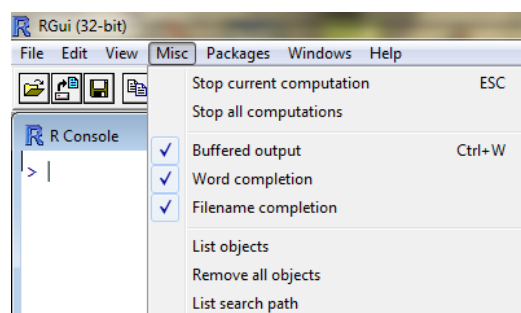 RGui (32-bit)
File Edit View Misc Packages Windows Help
Stop current computation ESC
Stop all computations
R Console
Buffered output Ctrl+W
>
Word completion
Filename completion
List objects
Remove all objects
List search path